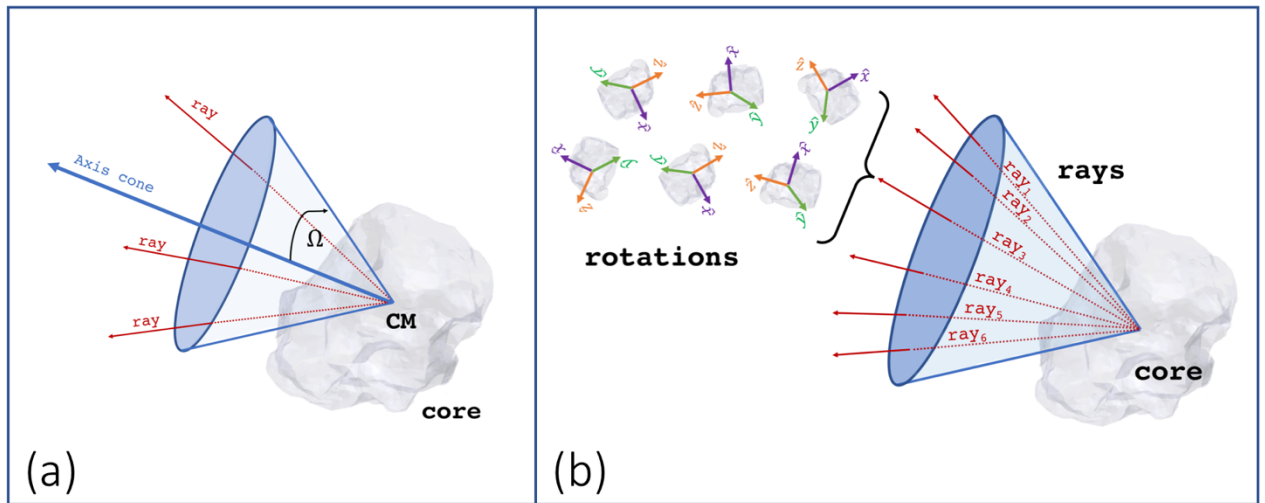 ray
Axis cone
ray
Ω
ray
CM
core
(a)
ŷ
ẑ
x̂
x̂
ẑ
ŷ
ẑ
x̂
ŷ
x̂
ŷ
ẑ
ŷ
ẑ
x̂
x̂
ẑ
ŷ
rotations
rays
ray₁
ray₂
ray₃
ray₄
ray₅
ray₆
core
(b)